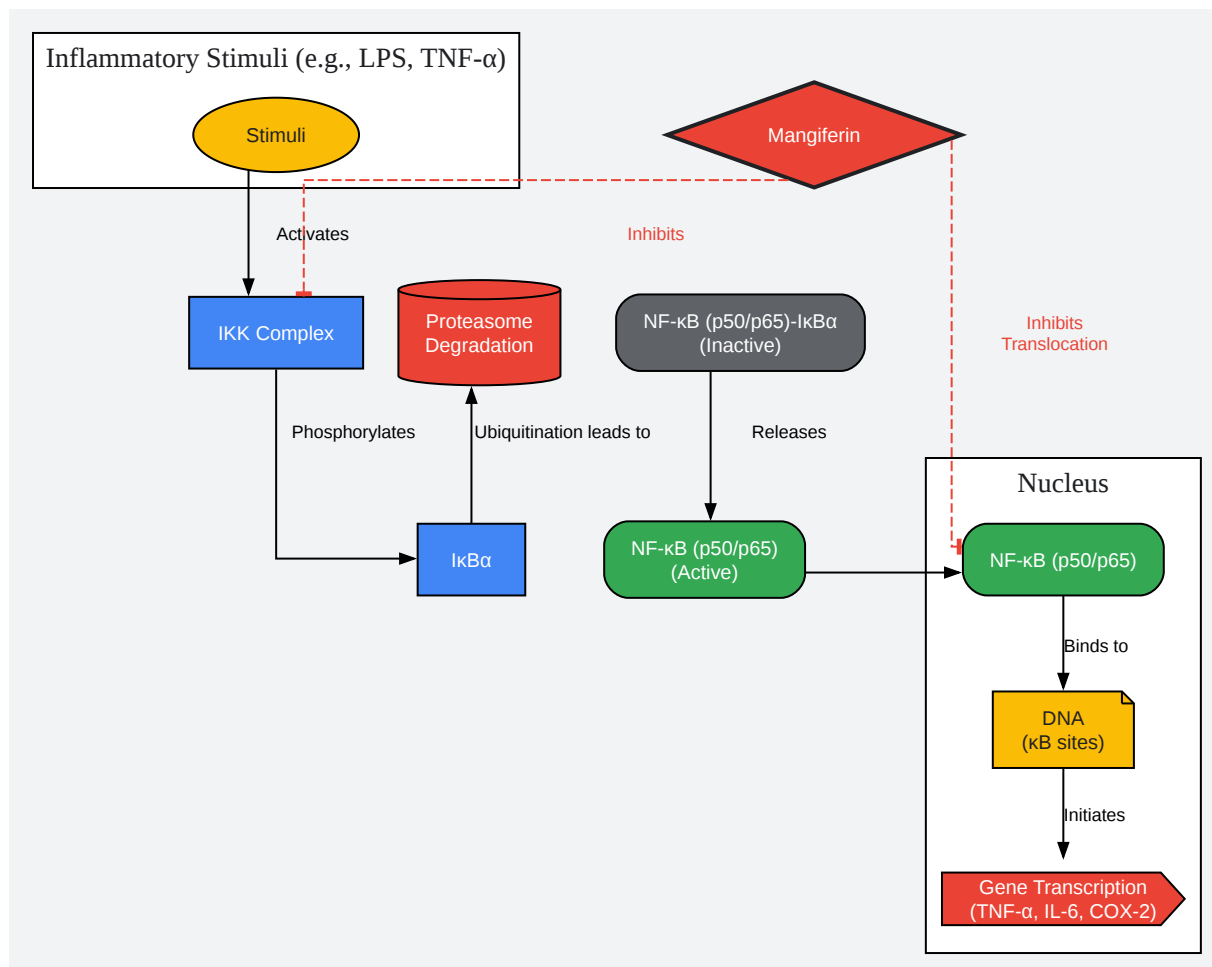 Inflammatory Stimuli (e.g., LPS, TNF-α)
Stimuli
Mangiferin
Activates
Inhibits
IKK Complex
Proteasome
Degradation
NF-κB (p50/p65)-IκBα
(Inactive)
Inhibits
Translocation
Phosphorylates
Ubiquitination leads to
Releases
Nucleus
IκBα
NF-κB (p50/p65)
(Active)
NF-κB (p50/p65)
Binds to
DNA
(κB sites)
Initiates
Gene Transcription
(TNF-α, IL-6, COX-2)